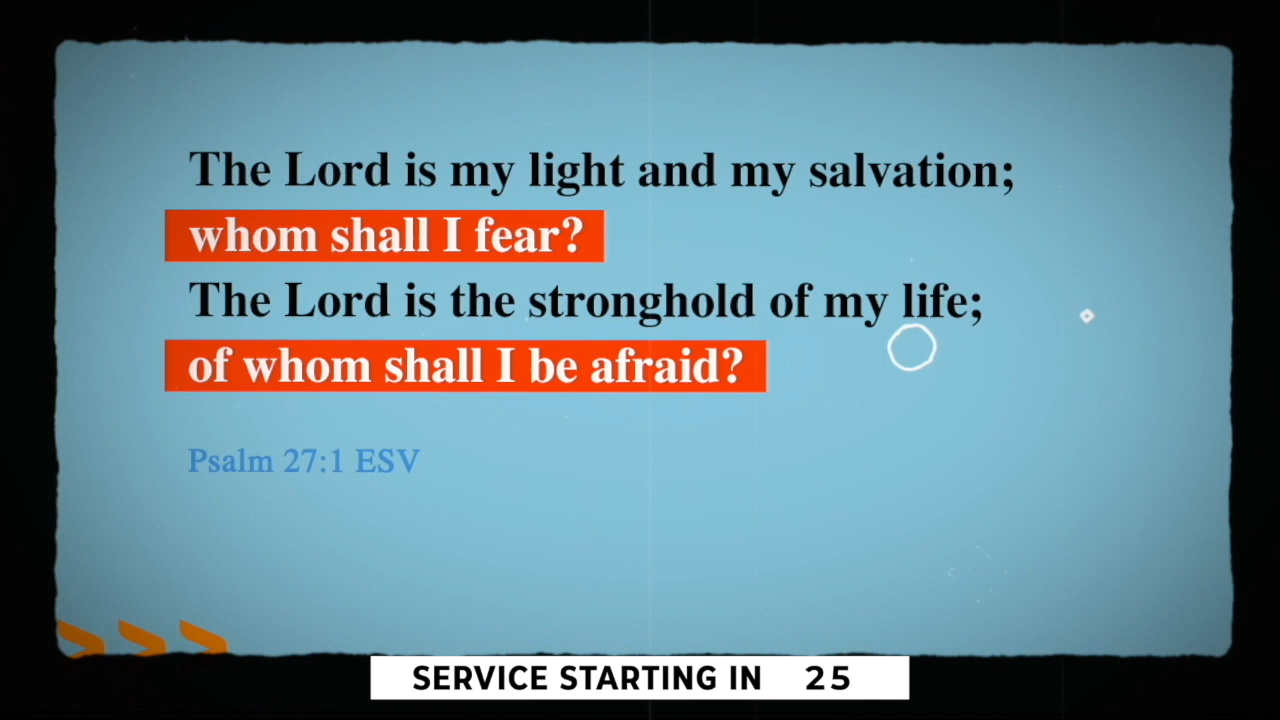 The Lord is my light and my salvation;
whom shall I fear?
The Lord is the stronghold of my life;
of whom shall I be afraid?
Psalm 27:1 ESV
SERVICE STARTING IN 25